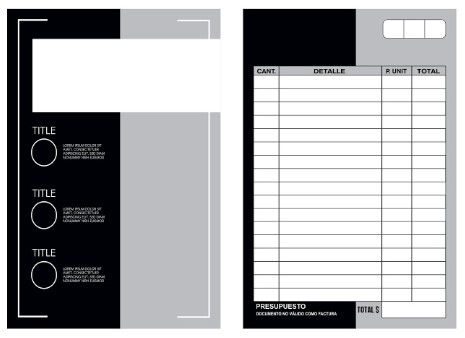 TITLE
LOREM IPSUM DOLOR SIT
AMET, CONSECTETUER
ADIPISCING ELIT, SED DIAM
NONUMMY NIBH EUISMOD
TITLE
LOREM IPSUM DOLOR SIT
AMET, CONSECTETUER
ADIPISCING ELIT, SED DIAM
NONUMMY NIBH EUISMOD
TITLE
LOREM IPSUM DOLOR SIT
AMET, CONSECTETUER
ADIPISCING ELIT, SED DIAM
NONUMMY NIBH EUISMOD
CANT. DETALLE P. UNIT TOTAL
PRESUPUESTO
DOCUMENTO NO VÁLIDO COMO FACTURA
TOTAL $